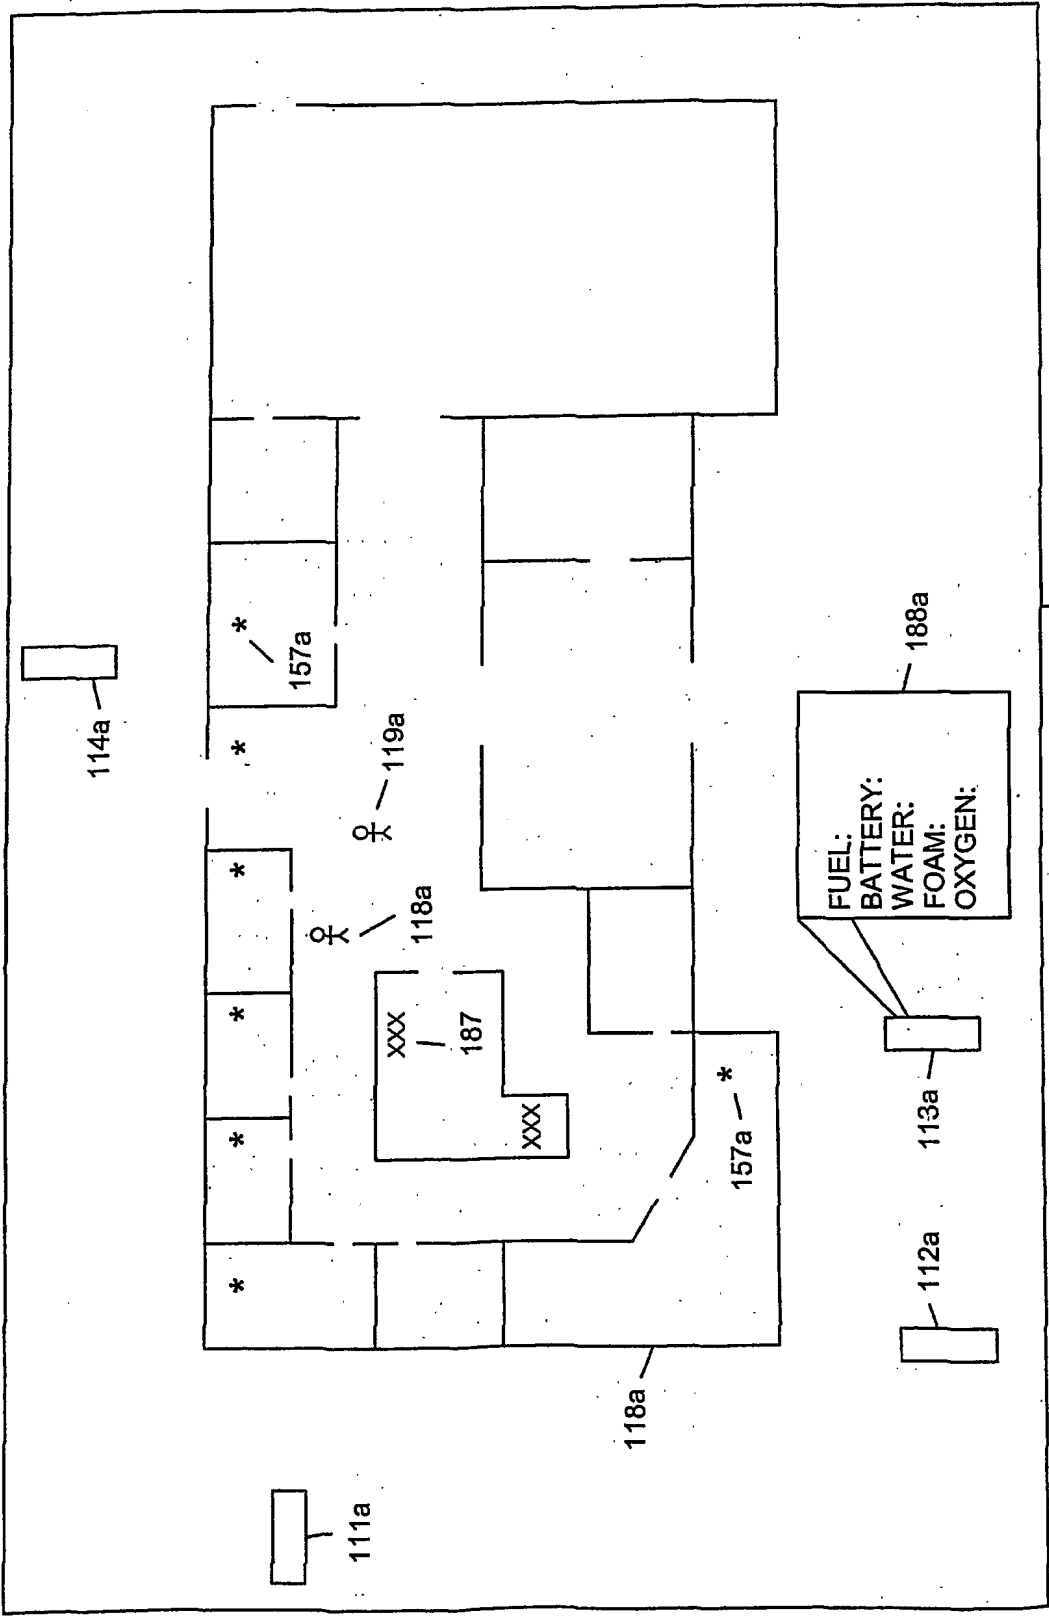 114a
*
157a
*
119a
*
118a
*
XXX
187
*
XXX
*
157a
*
118a
111a
FUEL:
BATTERY:
WATER:
FOAM:
OXYGEN:
188a
113a
112a